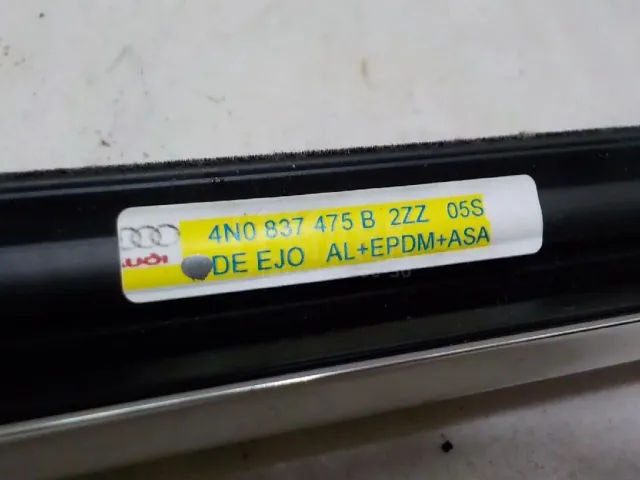 4N0 837 475 B 2ZZ 05S
DE EJO AL+EPDM+ASA